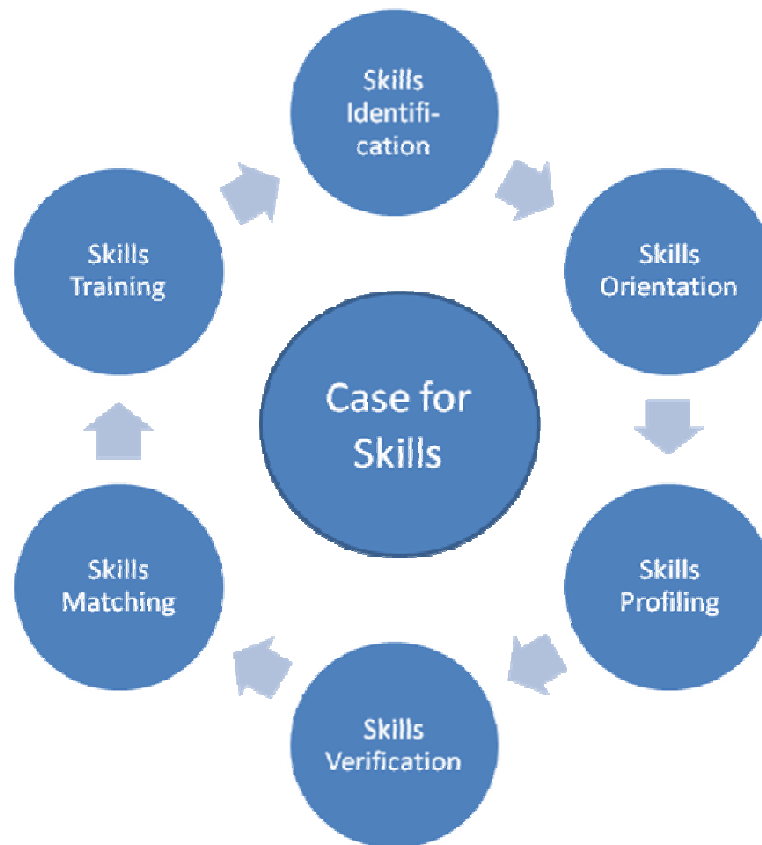 Skills
Identifi-
cation
Skills
Orientation
Skills
Profiling
Skills
Verification
Skills
Matching
Skills
Training
Case for
Skills